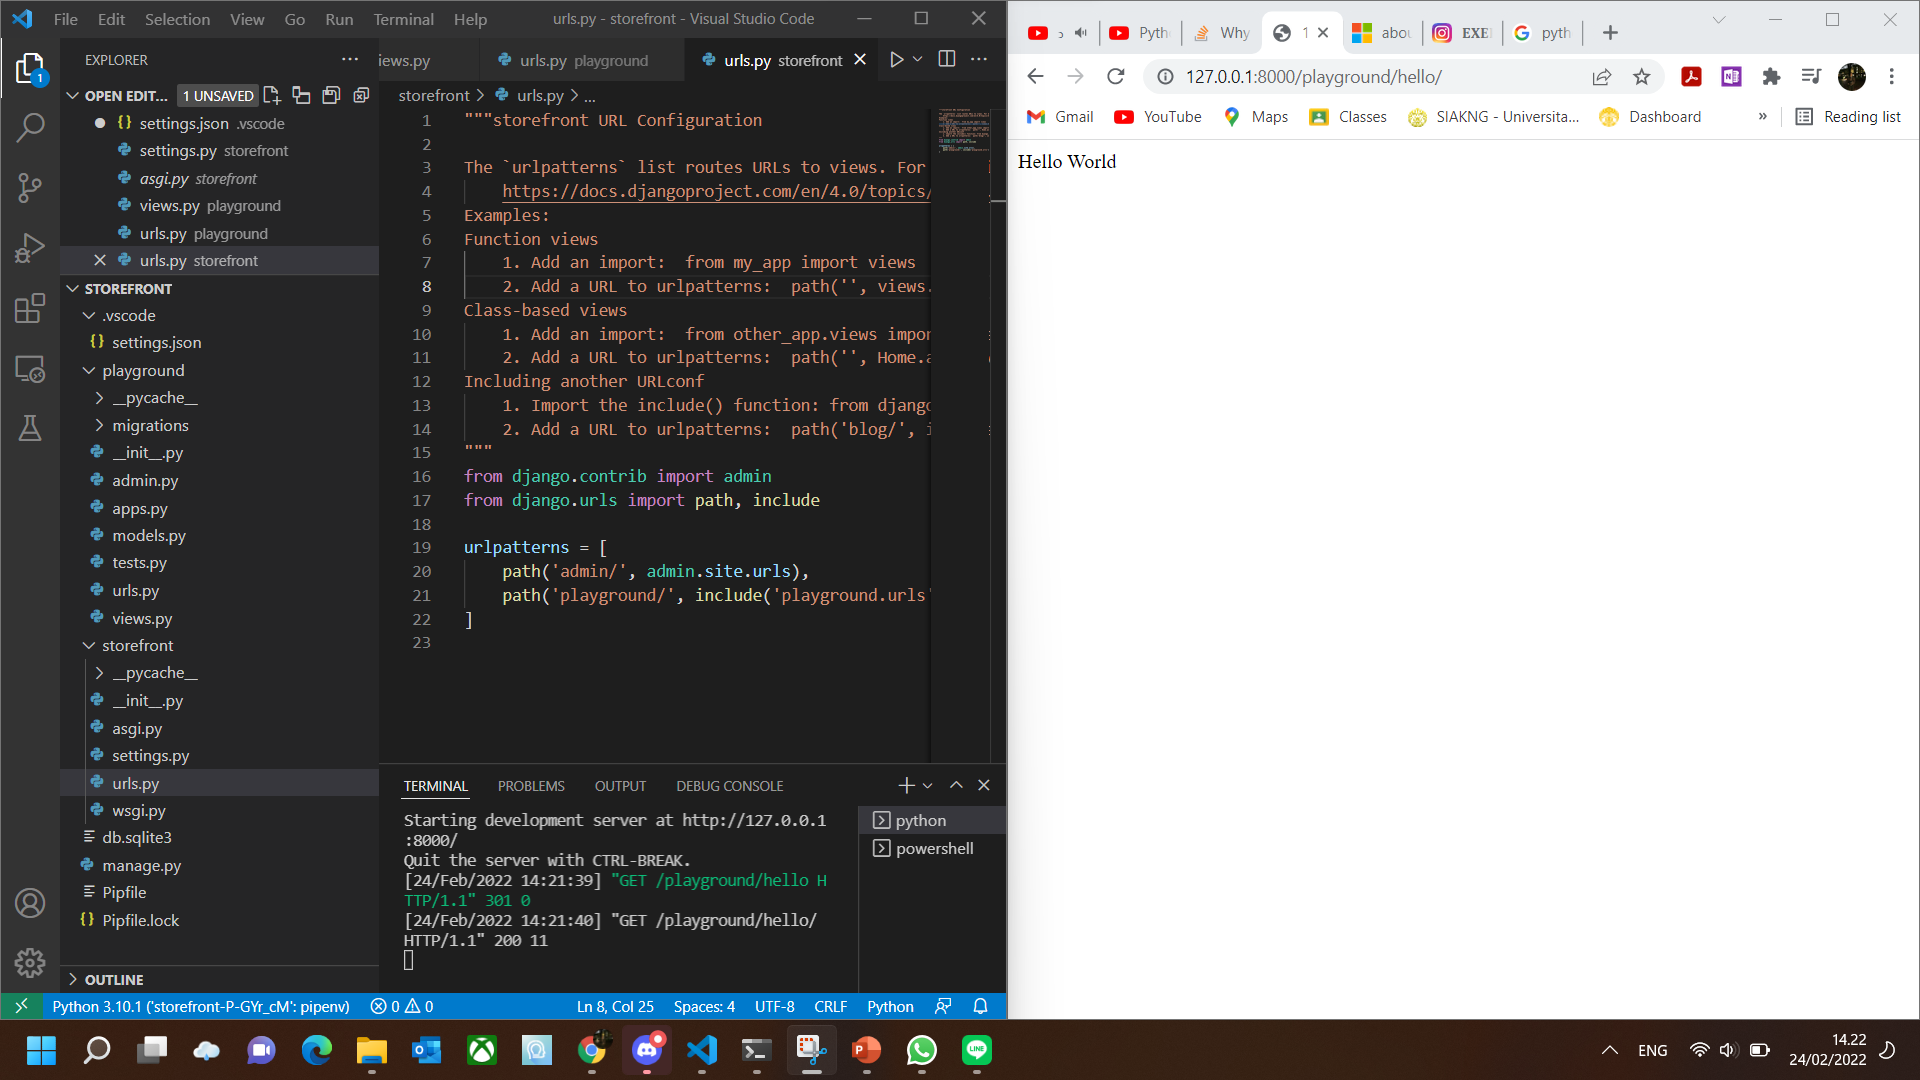 File Edit Selection View Go Run Terminal Help
urls.py - storefront - Visual Studio Code
EXPLORER
OPEN EDIT... 1 UNSAVED
settings.json .vscode
settings.py storefront
asgi.py storefront
views.py playground
urls.py playground
urls.py storefront
STOREFRONT
.vscode
settings.json
playground
__pycache__
migrations
__init__.py
admin.py
apps.py
models.py
tests.py
urls.py
views.py
storefront
__pycache__
__init__.py
asgi.py
settings.py
urls.py
wsgi.py
db.sqlite3
manage.py
Pipfile
Pipfile.lock
OUTLINE
iews.py urls.py playground urls.py storefront
storefront > urls.py > ...
1 """storefront URL Configuration
2
3 The `urlpatterns` list routes URLs to views. For
4 https://docs.djangoproject.com/en/4.0/topics/
5 Examples:
6 Function views
7 1. Add an import:  from my_app import views
8 2. Add a URL to urlpatterns:  path('', views.
9 Class-based views
10 1. Add an import:  from other_app.views impor
11 2. Add a URL to urlpatterns:  path('', Home.a
12 Including another URLconf
13 1. Import the include() function: from django
14 2. Add a URL to urlpatterns:  path('blog/', i
15 """
16 from django.contrib import admin
17 from django.urls import path, include
18
19 urlpatterns = [
20 path('admin/', admin.site.urls),
21 path('playground/', include('playground.urls'
22 ]
23
TERMINAL PROBLEMS OUTPUT DEBUG CONSOLE
Starting development server at http://127.0.0.1
:8000/
Quit the server with CTRL-BREAK.
[24/Feb/2022 14:21:39] "GET /playground/hello H
TTP/1.1" 301 0
[24/Feb/2022 14:21:40] "GET /playground/hello/
HTTP/1.1" 200 11
python
powershell
Python 3.10.1 ('storefront-P-GYr_cM': pipenv) 0 0 Ln 8, Col 25 Spaces: 4 UTF-8 CRLF Python
Pyth Why 1 abou EXE pyth
127.0.0.1:8000/playground/hello/
Gmail YouTube Maps Classes SIAKNG - Universita... Dashboard » Reading list
Hello World
ENG
14.22
24/02/2022